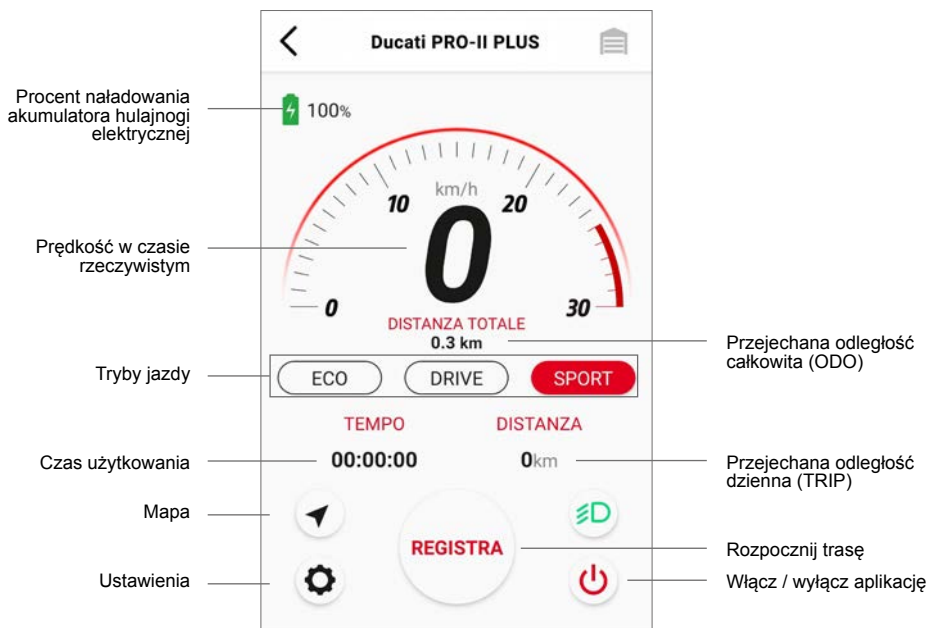 Ducati PRO-II PLUS
Procent naładowania
akumulatora hulajnogi
elektrycznej
100%
km/h
10
20
0
Prędkość w czasie
rzeczywistym
0
30
DISTANZA TOTALE
0.3 km
Przejechana odległość
całkowita (ODO)
Tryby jazdy
ECO
DRIVE
SPORT
TEMPO
DISTANZA
Czas użytkowania
00:00:00
0km
Przejechana odległość
dzienna (TRIP)
Mapa
REGISTRA
Rozpocznij trasę
Ustawienia
Włącz / wyłącz aplikację